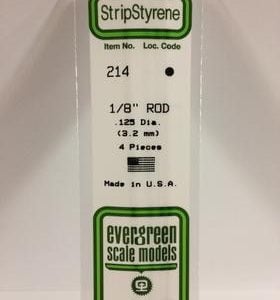 StripStyrene
Item No. Loc. Code
214
1/8" ROD
.125 Dia.
(3.2 mm)
4 Pieces
Made in U.S.A.
evergreen
scale models